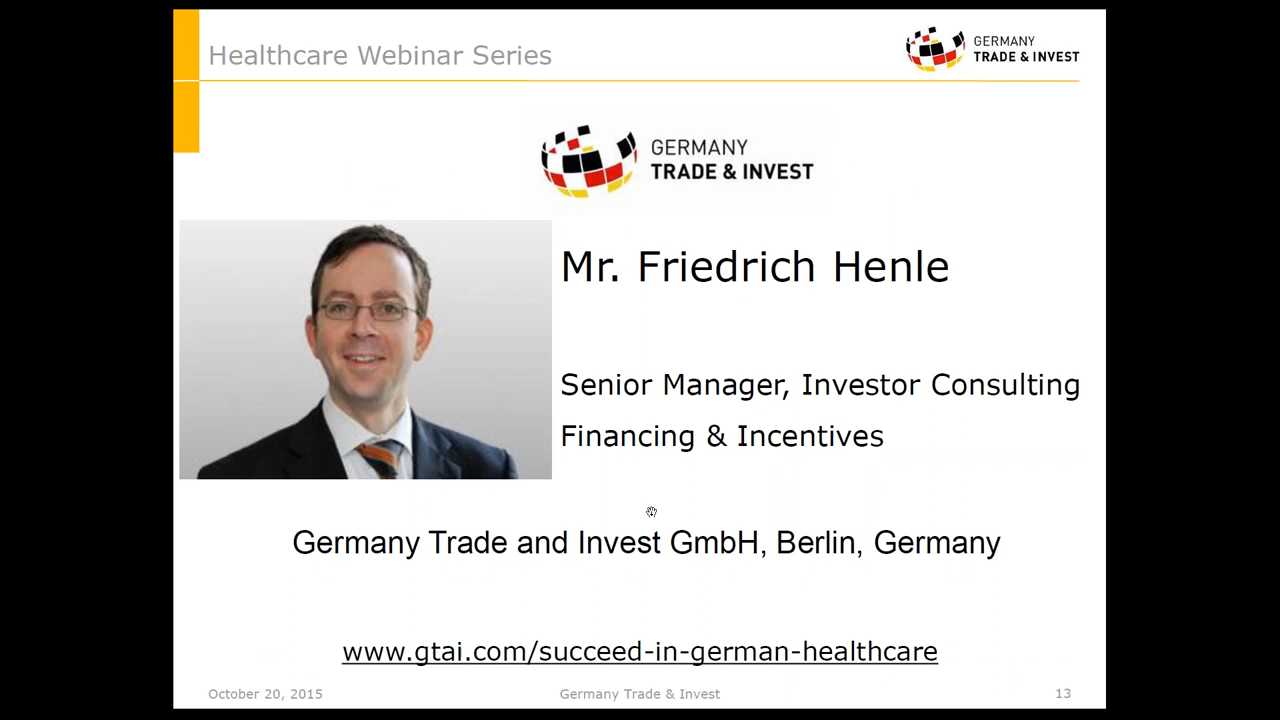 Healthcare Webinar Series
GERMANY
TRADE & INVEST
GERMANY
TRADE & INVEST
Mr. Friedrich Henle
Senior Manager, Investor Consulting
Financing & Incentives
Germany Trade and Invest GmbH, Berlin, Germany
www.gtai.com/succeed-in-german-healthcare
October 20, 2015
Germany Trade & Invest
13